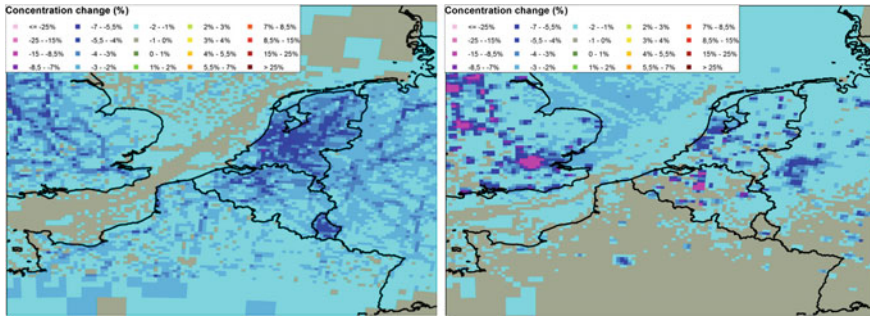 Concentration change (%)
<= -25% -7 - -5,5% -2 - -1% 2% - 3% 7% - 8,5%
-25 - -15% -5,5 - -4% -1 - 0% 3% - 4% 8,5% - 15%
-15 - -8,5% -4 - -3% 0 - 1% 4% - 5,5% 15% - 25%
-8,5 - -7% -3 - -2% 1% - 2% 5,5% - 7% > 25%
Concentration change (%)
<= -25% -7 - -5,5% -2 - -1% 2% - 3% 7% - 8,5%
-25 - -15% -5,5 - -4% -1 - 0% 3% - 4% 8,5% - 15%
-15 - -8,5% -4 - -3% 0 - 1% 4% - 5,5% 15% - 25%
-8,5 - -7% -3 - -2% 1% - 2% 5,5% - 7% > 25%